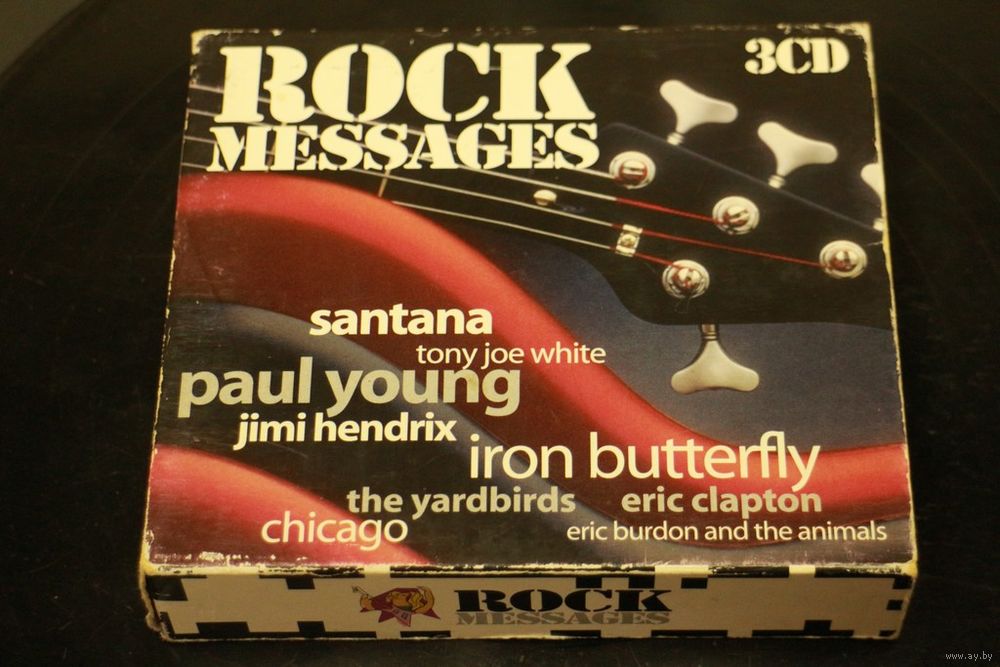 ROCK
3CD
MESSAGES
santana
tony joe white
paul young
jimi hendrix
iron butterfly
the yardbirds eric clapton
chicago
eric burdon and the animals
ROCK
MESSAGES
www.ay.by